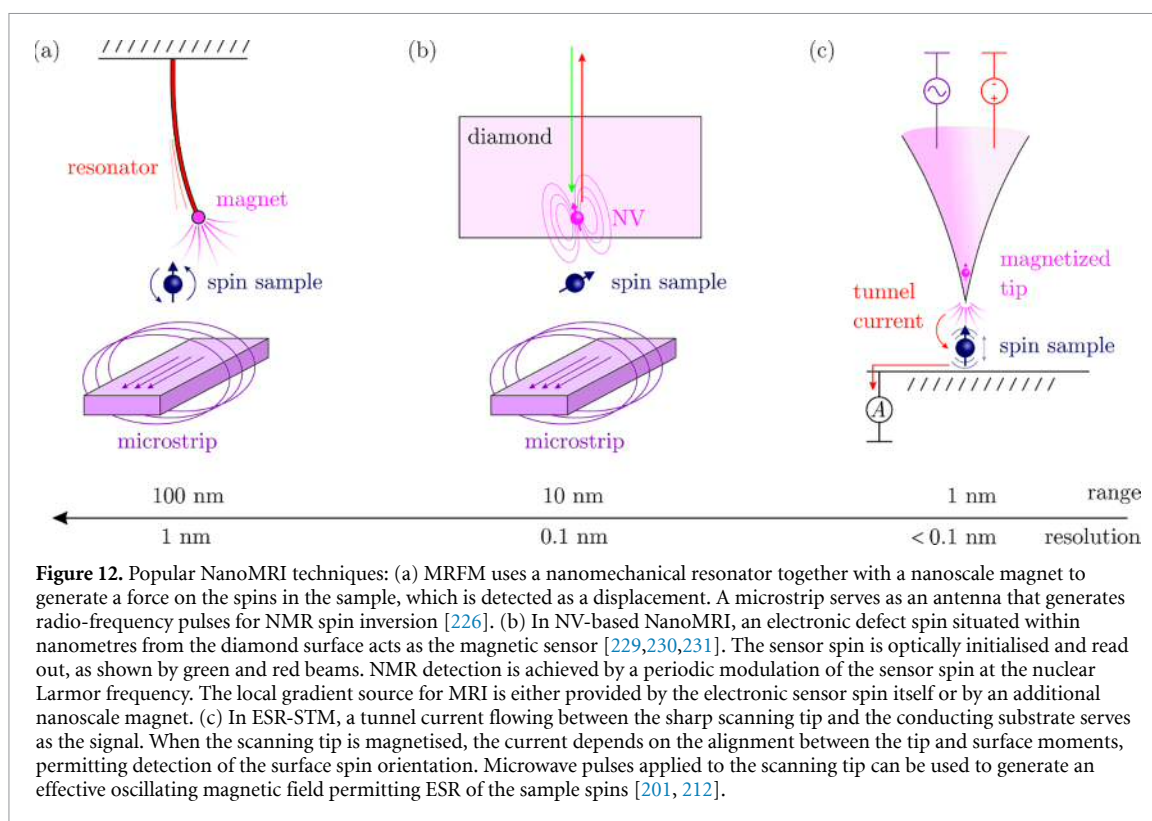 (a)
(b)
(c)
resonator
magnet
spin sample
microstrip
diamond
NV
spin sample
microstrip
-
+
magnetized
tip
tunnel
current
spin sample
A
100 nm 10 nm 1 nm range
1 nm 0.1 nm < 0.1 nm resolution
Figure 12. Popular NanoMRI techniques: (a) MRFM uses a nanomechanical resonator together with a nanoscale magnet to
generate a force on the spins in the sample, which is detected as a displacement. A microstrip serves as an antenna that generates
radio-frequency pulses for NMR spin inversion [226]. (b) In NV-based NanoMRI, an electronic defect spin situated within
nanometres from the diamond surface acts as the magnetic sensor [229,230,231]. The sensor spin is optically initialised and read
out, as shown by green and red beams. NMR detection is achieved by a periodic modulation of the sensor spin at the nuclear
Larmor frequency. The local gradient source for MRI is either provided by the electronic sensor spin itself or by an additional
nanoscale magnet. (c) In ESR-STM, a tunnel current flowing between the sharp scanning tip and the conducting substrate serves
as the signal. When the scanning tip is magnetised, the current depends on the alignment between the tip and surface moments,
permitting detection of the surface spin orientation. Microwave pulses applied to the scanning tip can be used to generate an
effective oscillating magnetic field permitting ESR of the sample spins [201, 212].